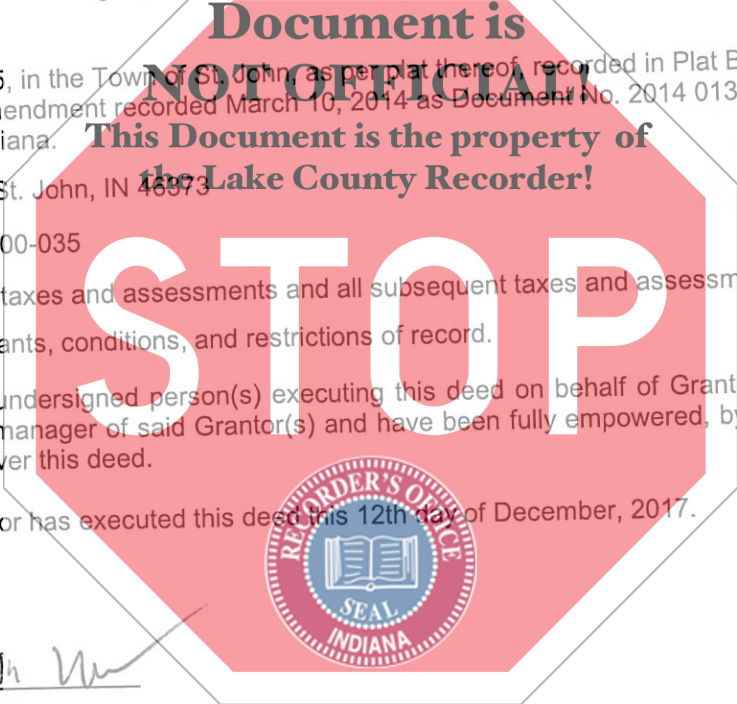 Document is
NOT OFFICIAL!
This Document is the property of
the Lake County Recorder!
, in the Town of St. John, as per plat thereof, recorded in Plat B
endment recorded March 10, 2014 as Document No. 2014 013
iana.
St. John, IN 46373
00-035
taxes and assessments and all subsequent taxes and assessm
ants, conditions, and restrictions of record.
STOP
undersigned person(s) executing this deed on behalf of Grant
manager of said Grantor(s) and have been fully empowered, by
ver this deed.
or has executed this deed this 12th day of December, 2017.
RECORDER'S OFFICE
SEAL
INDIANA